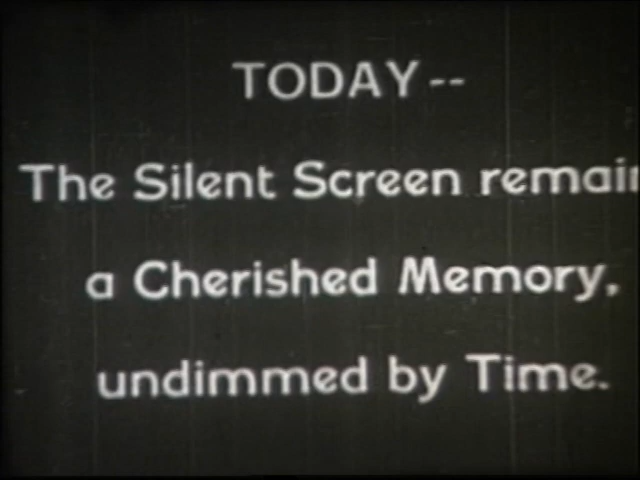 TODAY--
The Silent Screen remai
a Cherished Memory,
undimmed by Time.